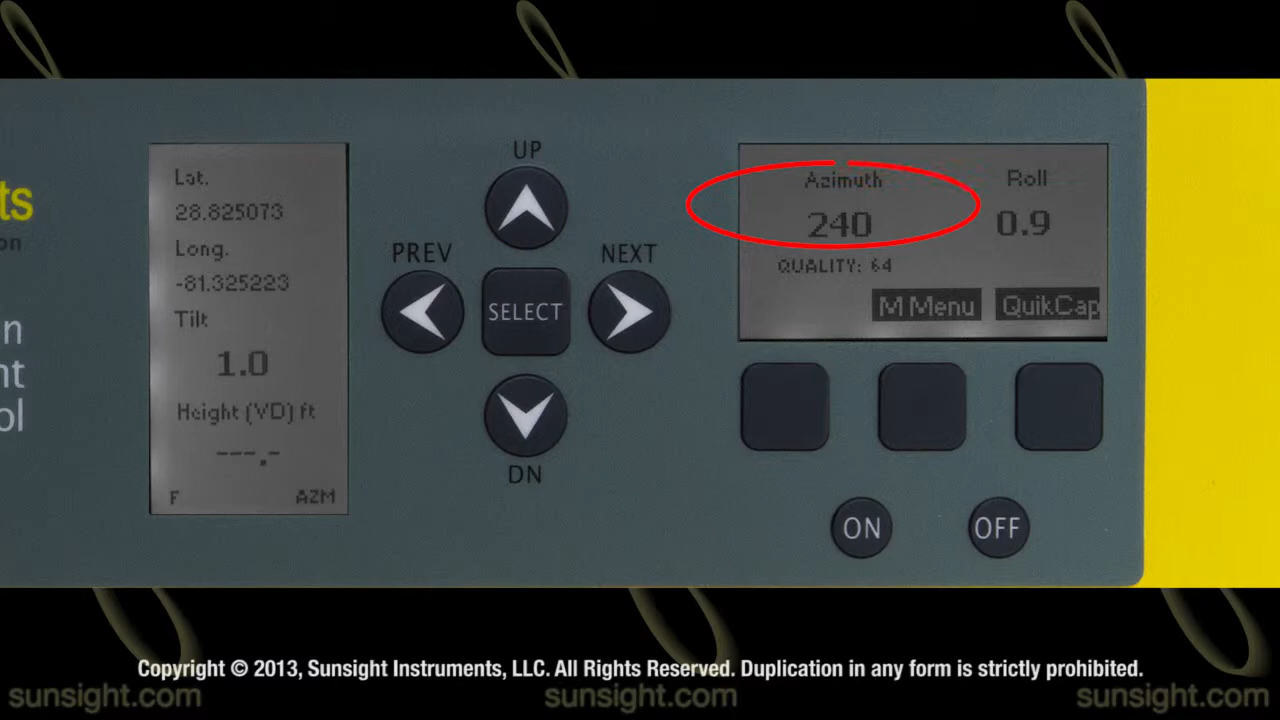 ts
on
n
nt
ol
Lat.
28.825073
Long.
-81.325223
Tilt
1.0
Height (VD) ft
---.-
F AZM
UP
PREV NEXT
SELECT
DN
Azimuth Roll
240 0.9
QUALITY: 64
M Menu QuikCap
ON OFF
Copyright © 2013, Sunsight Instruments, LLC. All Rights Reserved. Duplication in any form is strictly prohibited.
sunsight.com sunsight.com sunsight.com